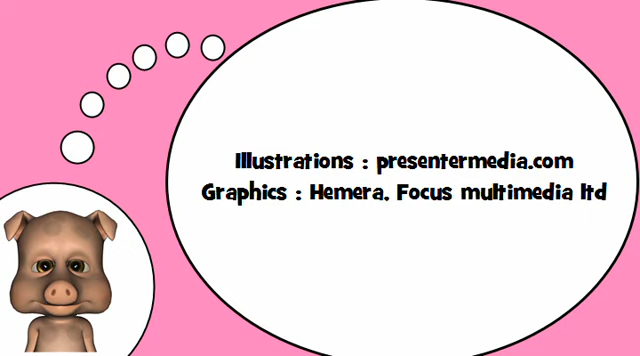 Illustrations : presentermedia.com
Graphics : Hemera. Focus multimedia ltd